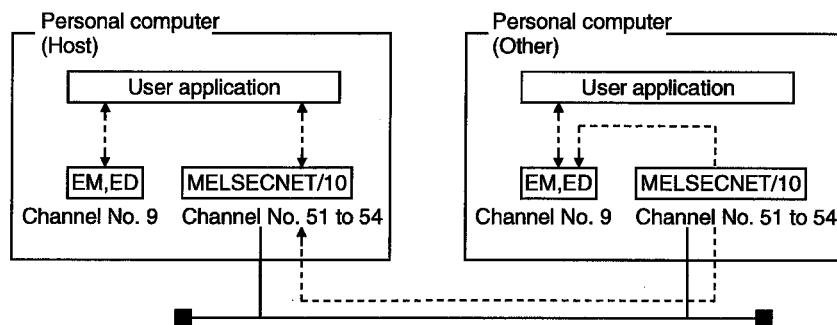 Personal computer
(Host)
User application
EM,ED
MELSECNET/10
Channel No. 9
Channel No. 51 to 54
Personal computer
(Other)
User application
EM,ED
MELSECNET/10
Channel No. 9
Channel No. 51 to 54